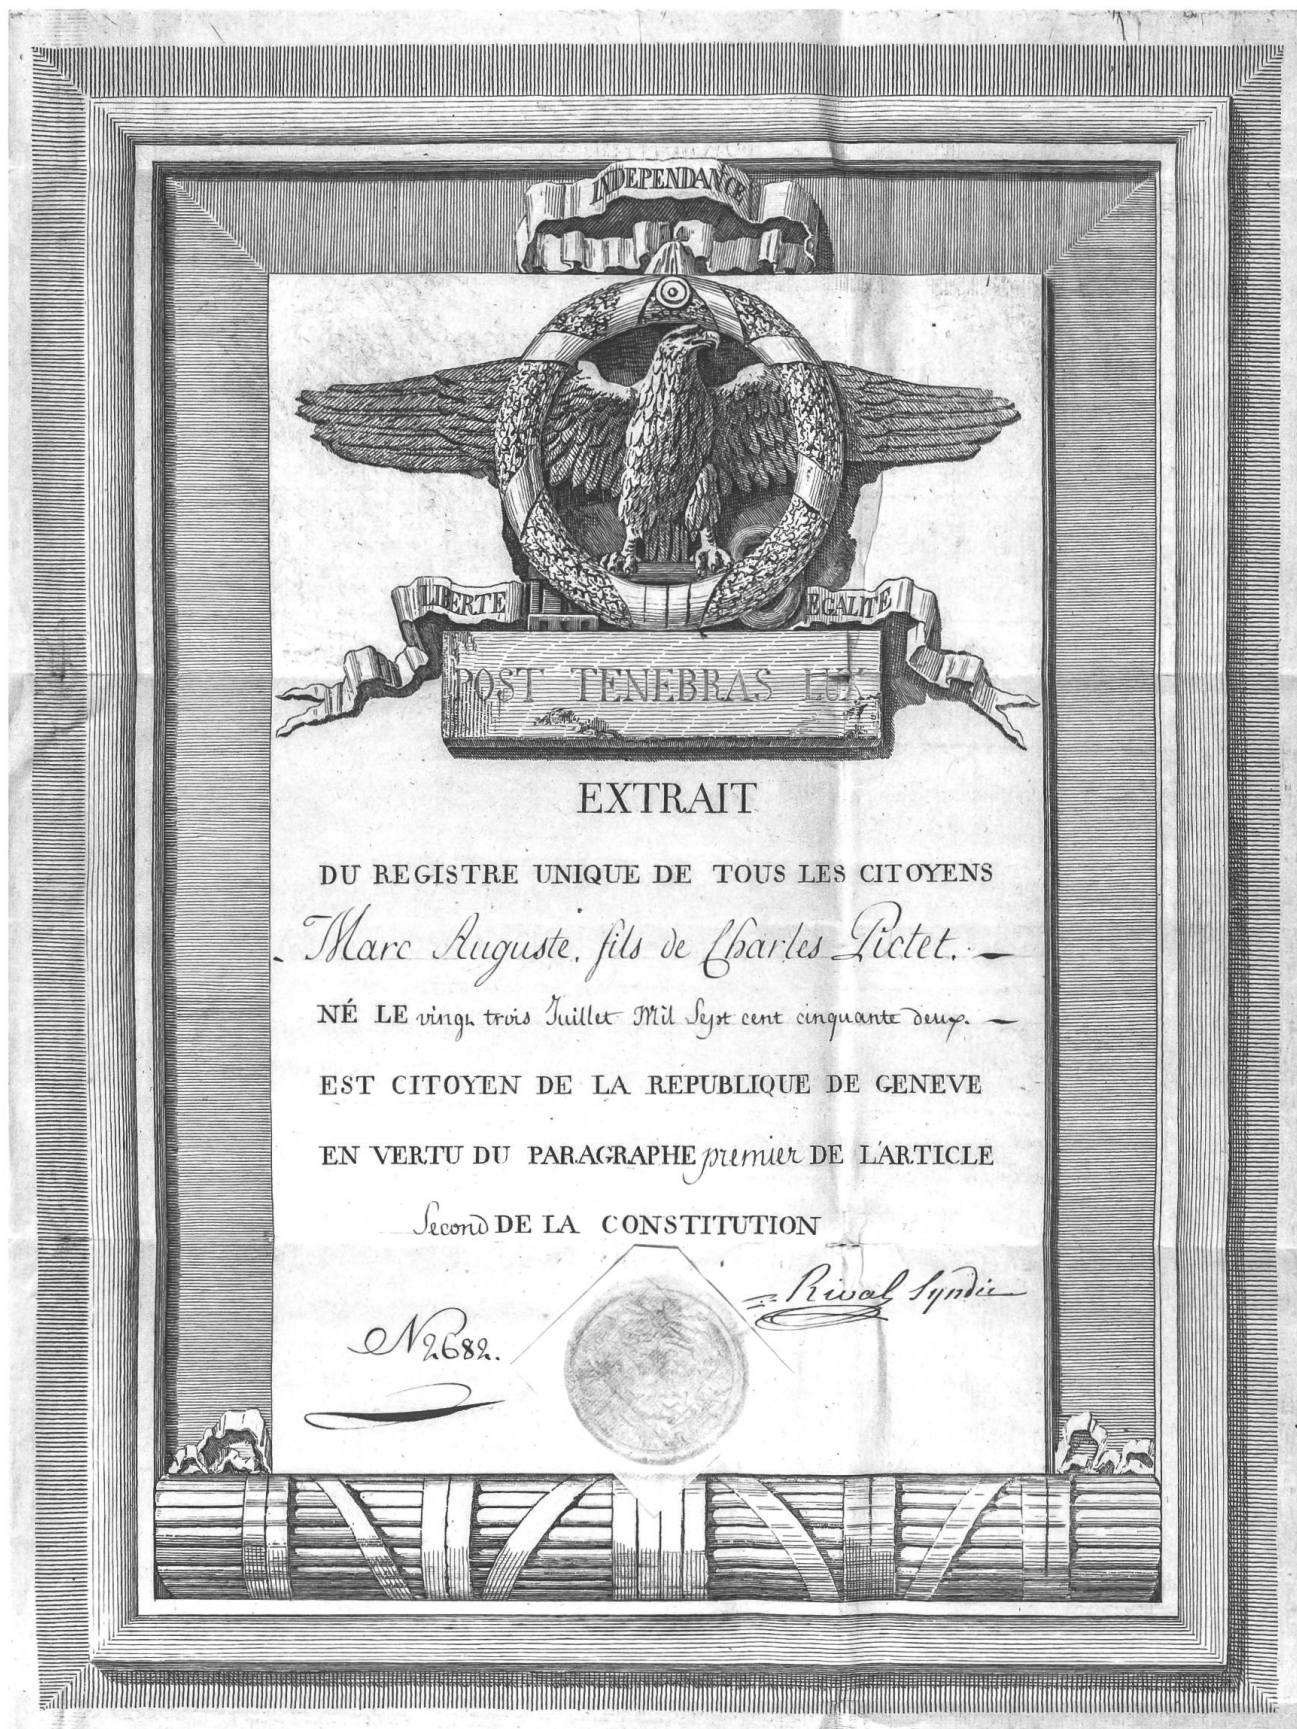 INDEPENDANCE
LIBERTE
EGALITE
POST TENEBRAS LUX
EXTRAIT
DU REGISTRE UNIQUE DE TOUS LES CITOYENS
Marc Auguste, fils de Charles Pictet.
NÉ LE vingt trois Juillet Mil Sept cent cinquante deux.
EST CITOYEN DE LA REPUBLIQUE DE GENEVE
EN VERTU DU PARAGRAPHE premier DE L'ARTICLE
Second DE LA CONSTITUTION
Rival Syndic
N 2682.